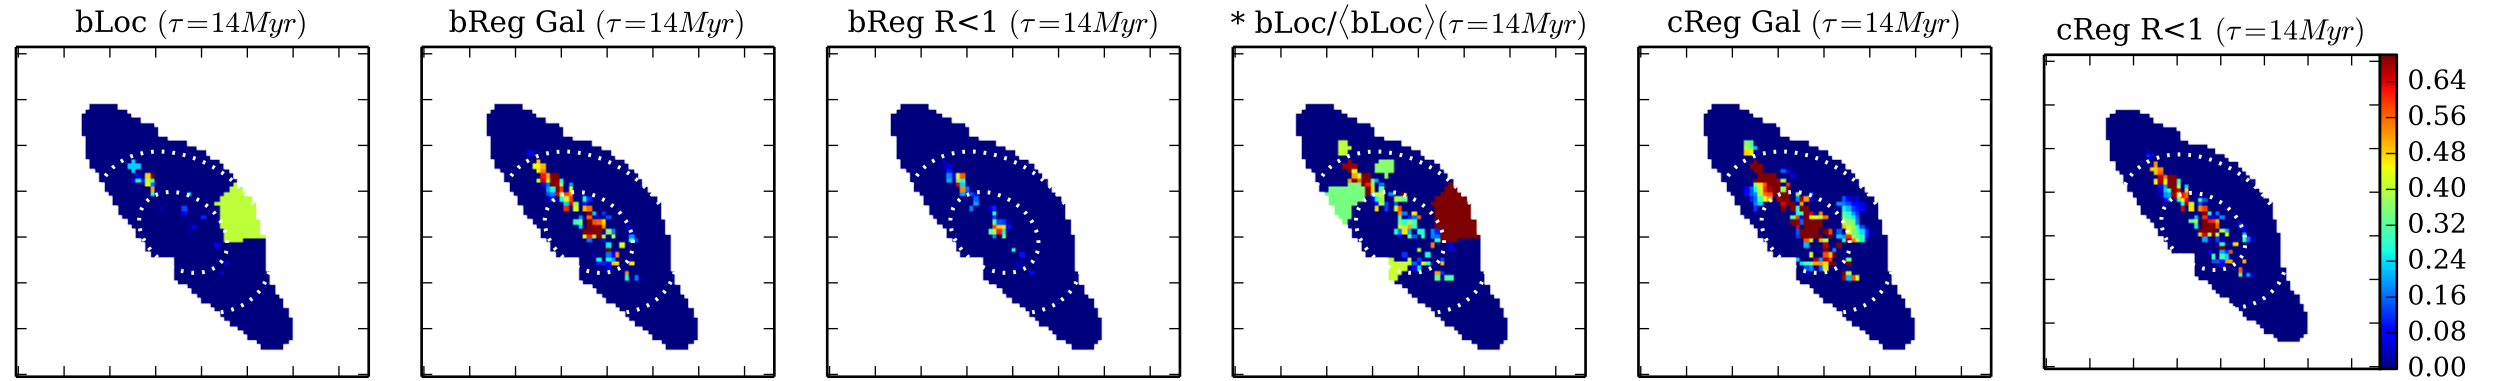 bLoc (τ=14Myr)
bReg Gal (τ=14Myr)
bReg R<1 (τ=14Myr)
* bLoc/⟨bLoc⟩(τ=14Myr)
cReg Gal (τ=14Myr)
cReg R<1 (τ=14Myr)
0.64
0.56
0.48
0.40
0.32
0.24
0.16
0.08
0.00